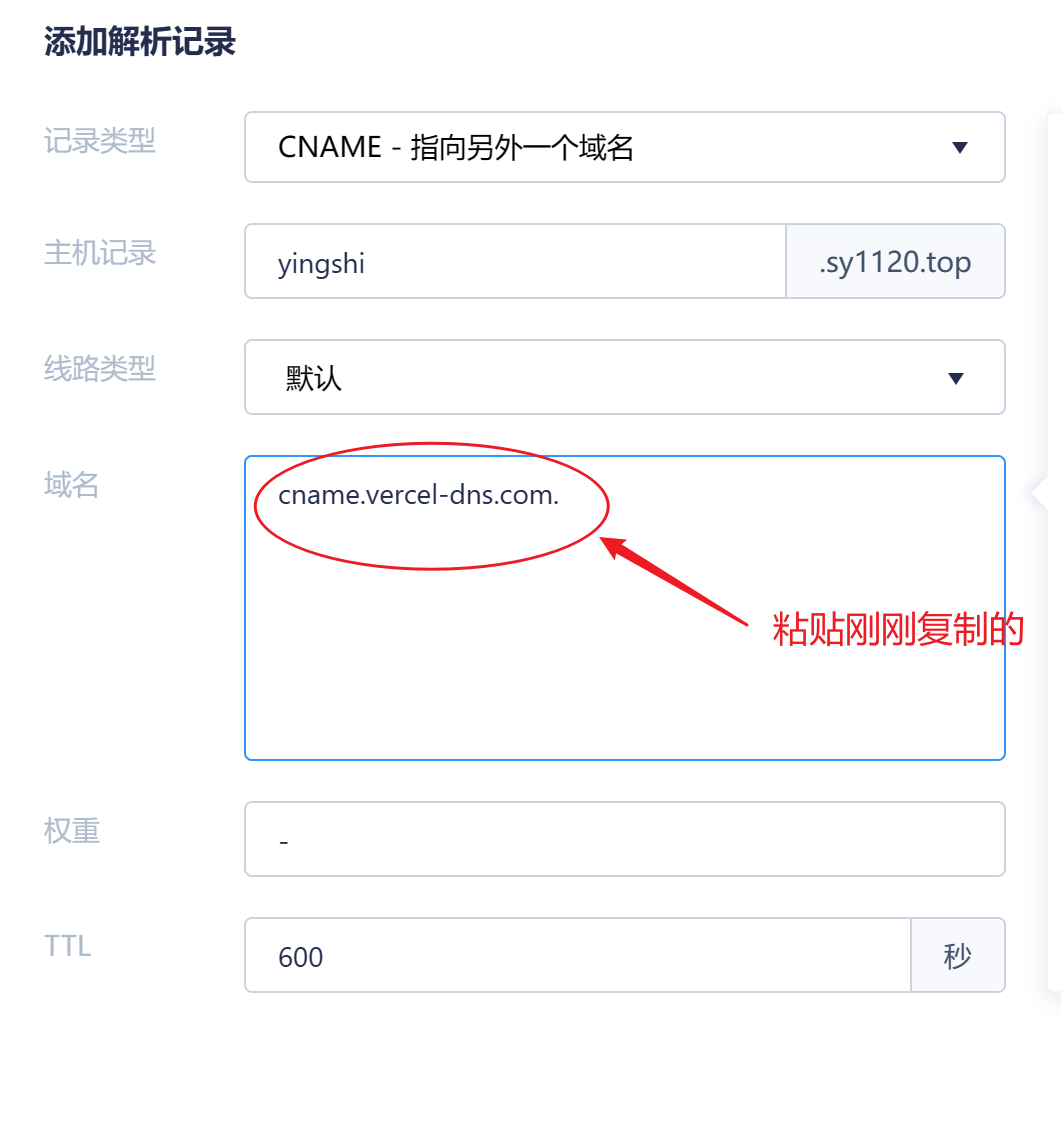 添加解析记录
记录类型
CNAME - 指向另外一个域名
主机记录
yingshi
.sy1120.top
线路类型
默认
域名
cname.vercel-dns.com.
粘贴刚刚复制的
权重
-
TTL
600
秒